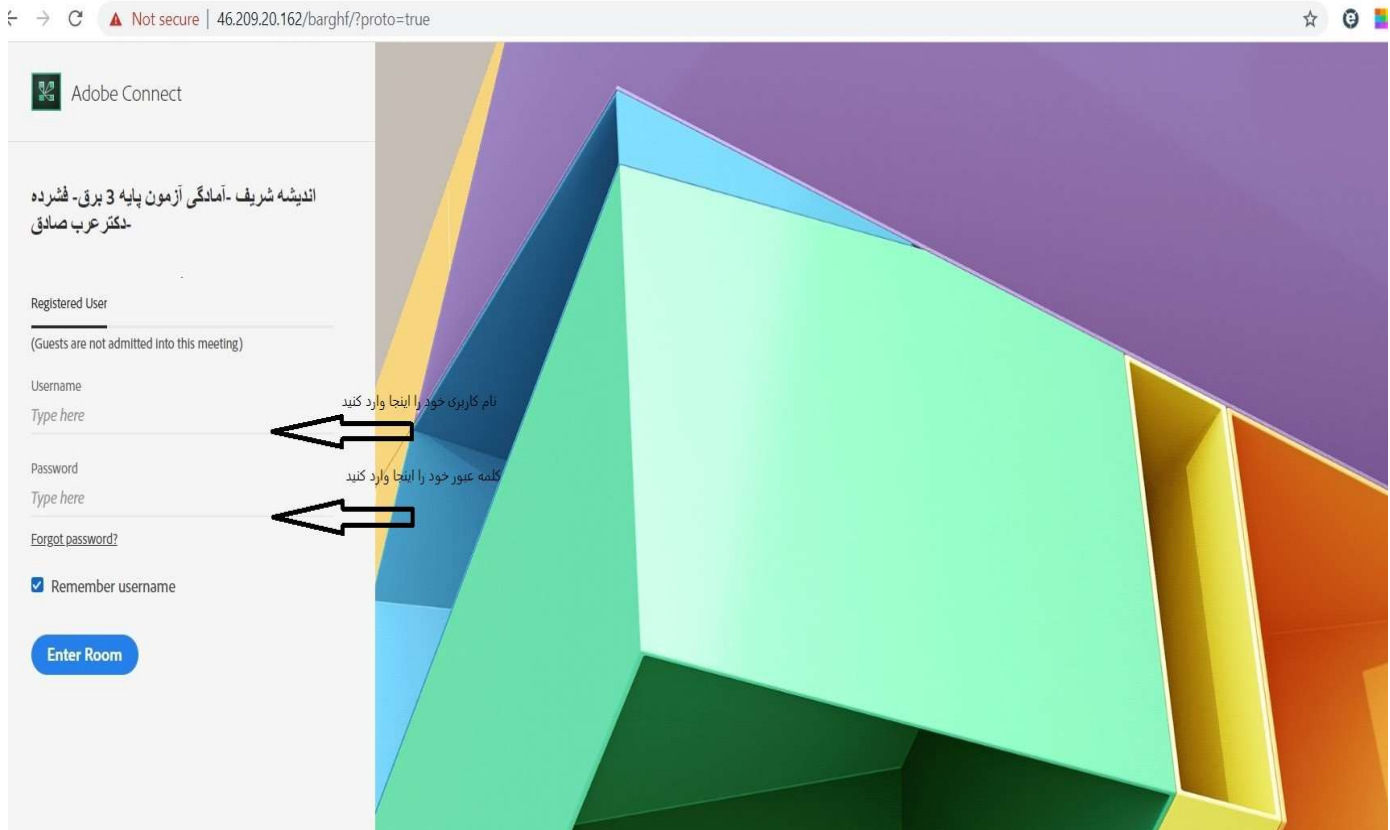 Not secure | 46.209.20.162/barghf/?proto=true
Adobe Connect
اندیشه شریف -آمادگی آزمون پایه 3 برق- فشرده
-دکتر عرب صادق
Registered User
(Guests are not admitted into this meeting)
Username
Type here
نام کاربری خود را اینجا وارد کنید
Password
Type here
کلمه عبور خود را اینجا وارد کنید
Forgot password?
Remember username
Enter Room